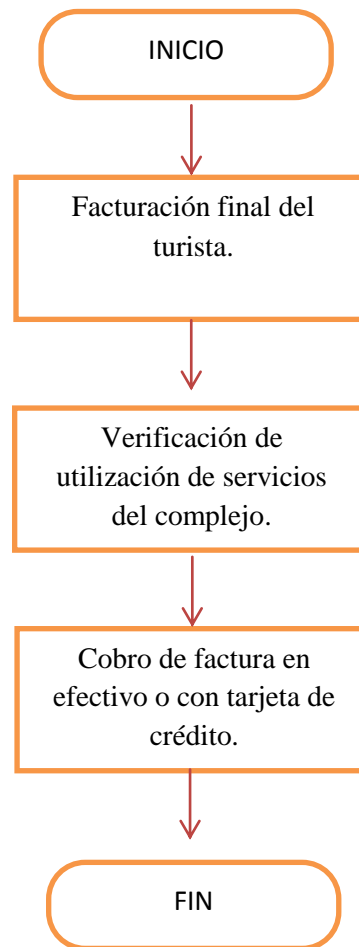 INICIO
Facturación final del
turista.
Verificación de
utilización de servicios
del complejo.
Cobro de factura en
efectivo o con tarjeta de
crédito.
FIN